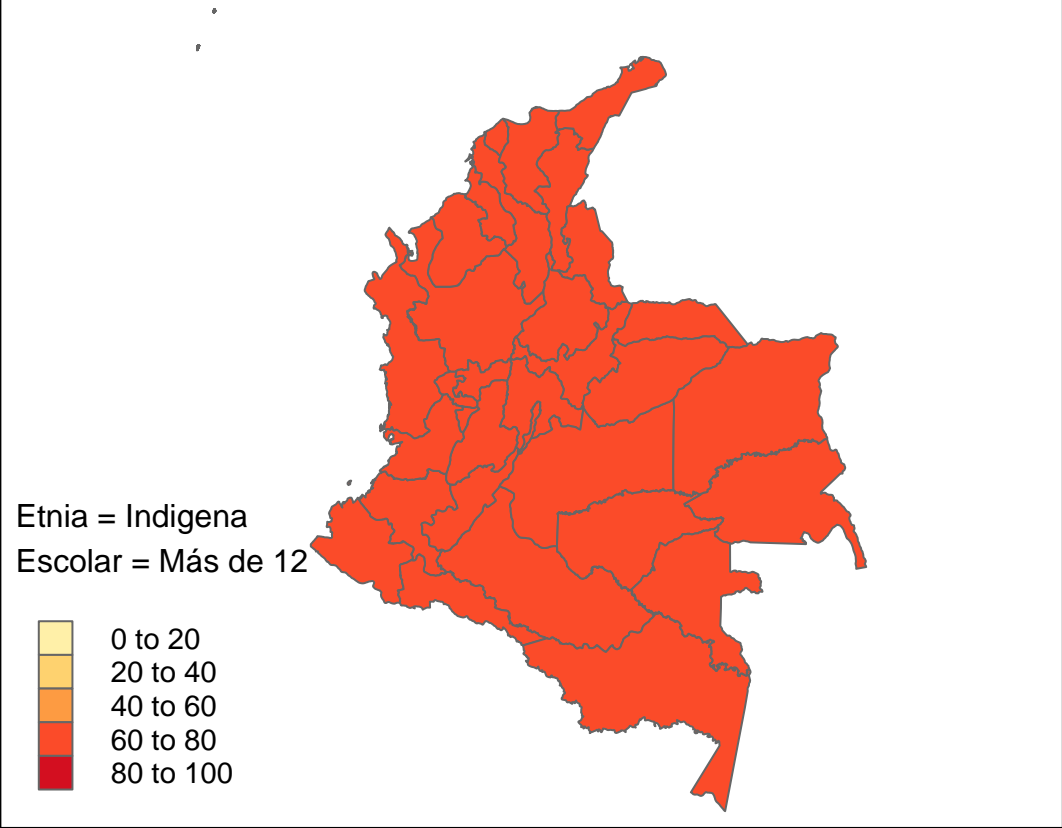 Etnia = Indigena
Escolar = Más de 12
0 to 20
20 to 40
40 to 60
60 to 80
80 to 100